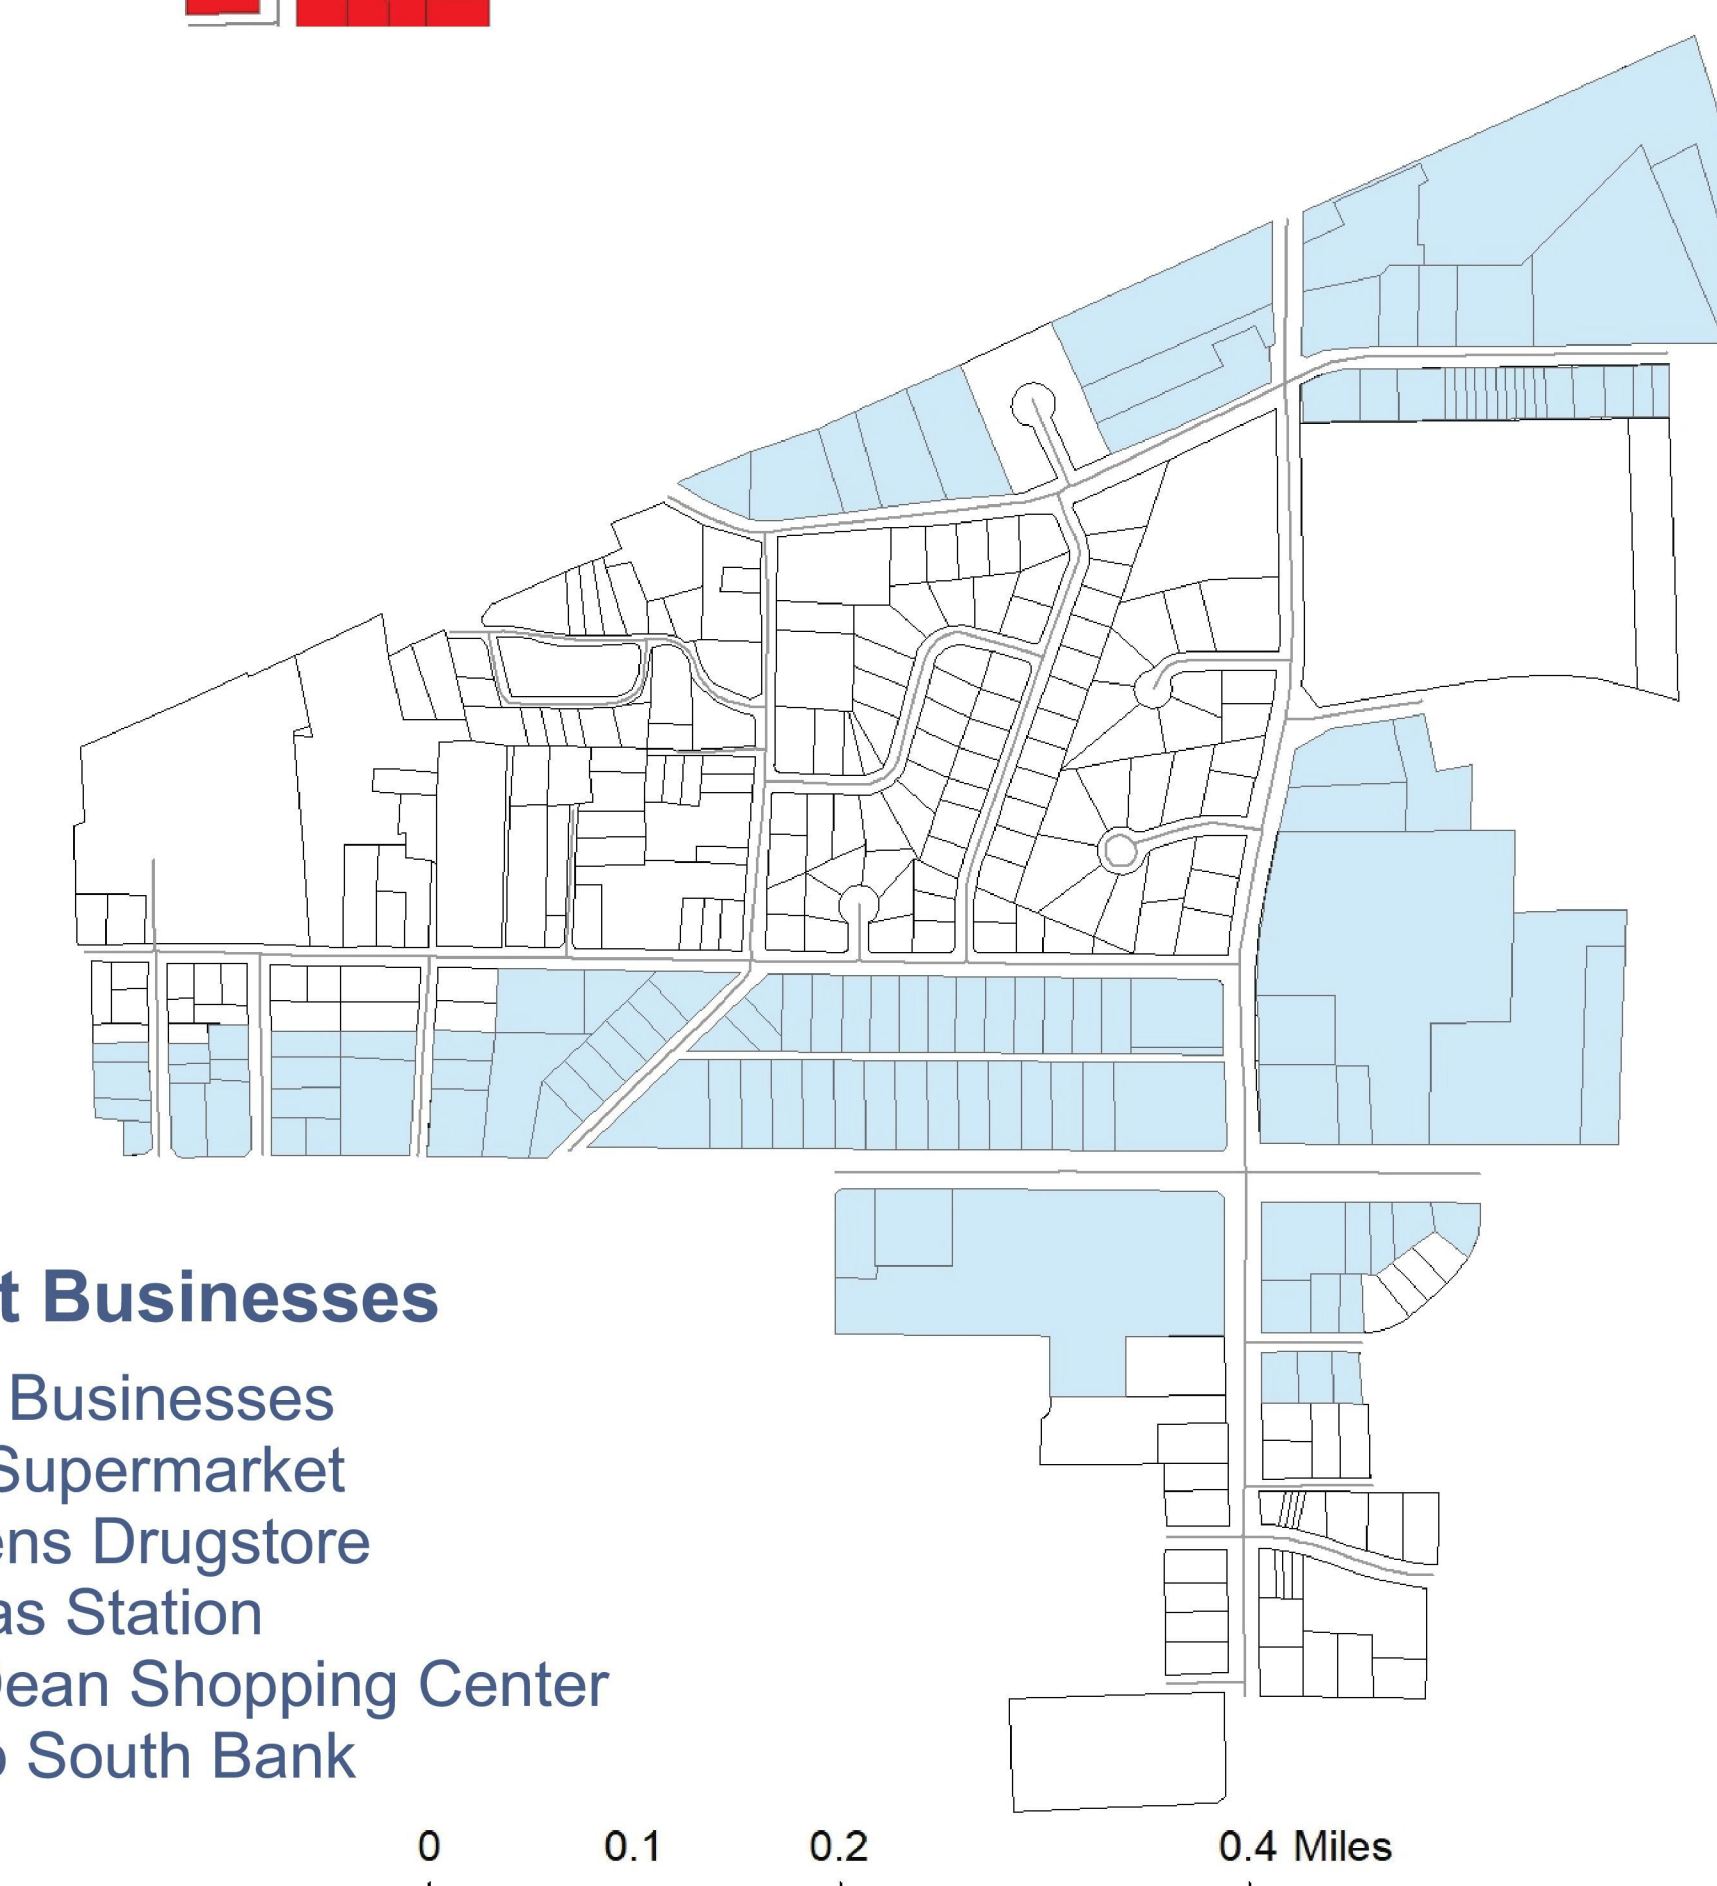 t Businesses
Businesses
Supermarket
ens Drugstore
as Station
Dean Shopping Center
o South Bank
0 0.1 0.2 0.4 Miles